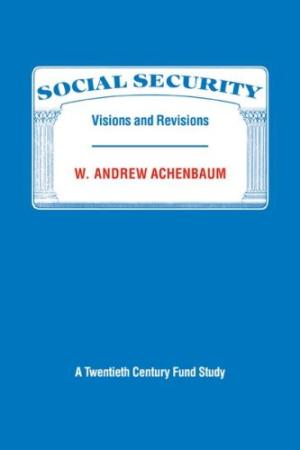 SOCIAL SECURITY
Visions and Revisions
W. ANDREW ACHENBAUM
A Twentieth Century Fund Study